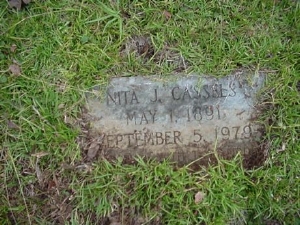 NITA J. CASSELS
MAY 1, 1891
SEPTEMBER 5, 1979